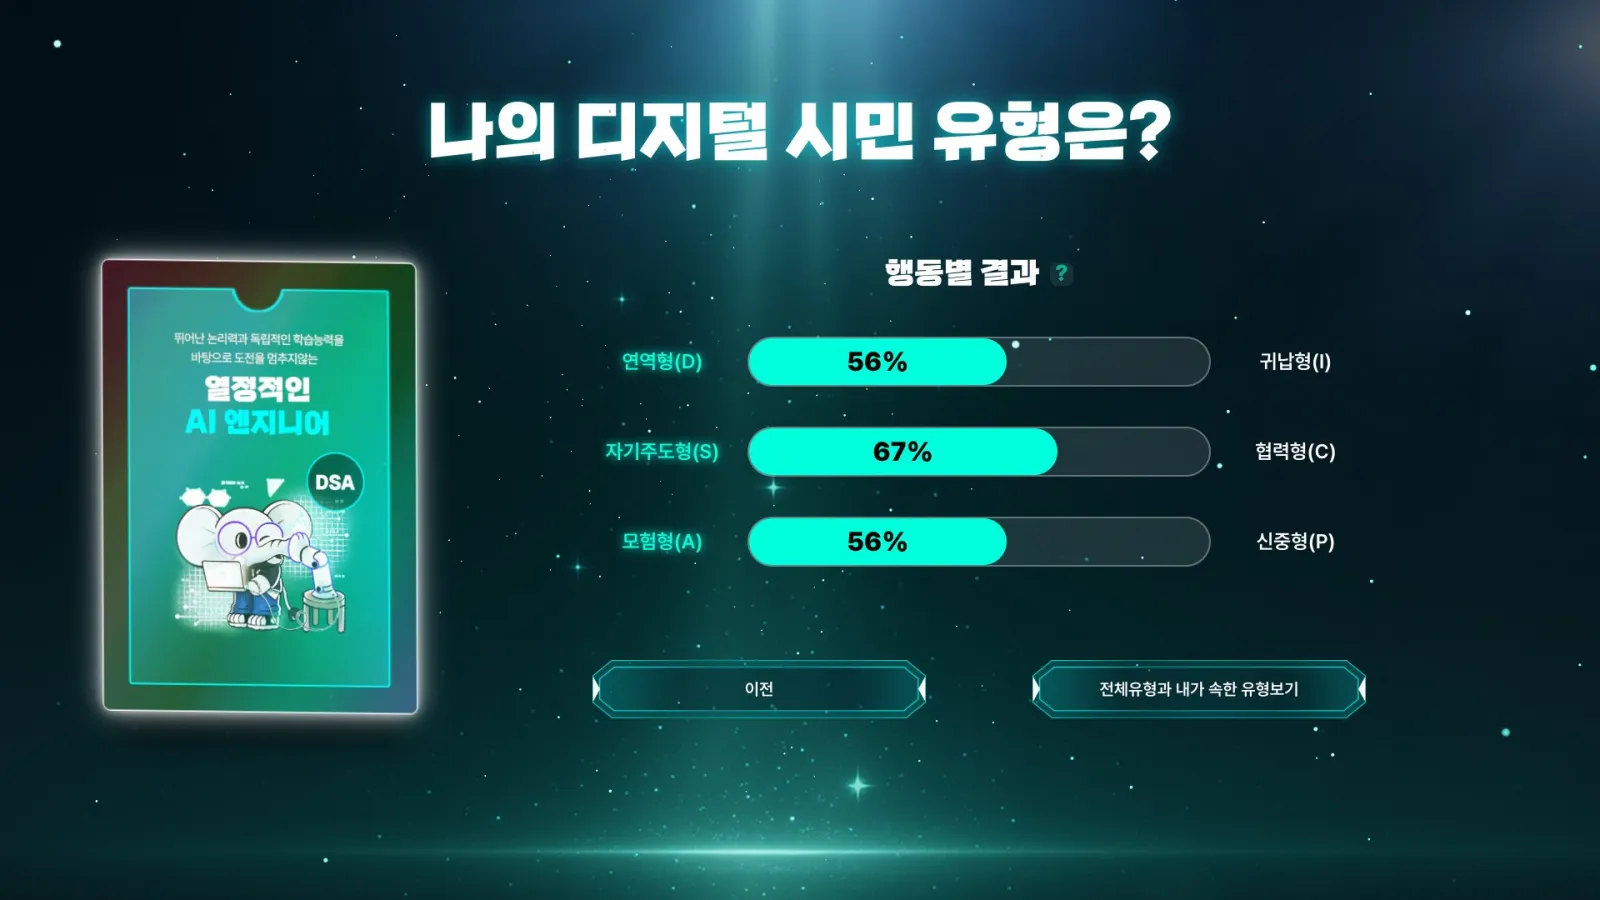 나의 디지털 시민 유형은?
뛰어난 논리력과 독립적인 학습능력을
바탕으로 도전을 멈추지않는
열정적인
AI 엔지니어
DSA
행동별 결과 ?
연역형(D) 56% 귀납형(I)
자기주도형(S) 67% 협력형(C)
모험형(A) 56% 신중형(P)
이전
전체유형과 내가 속한 유형보기